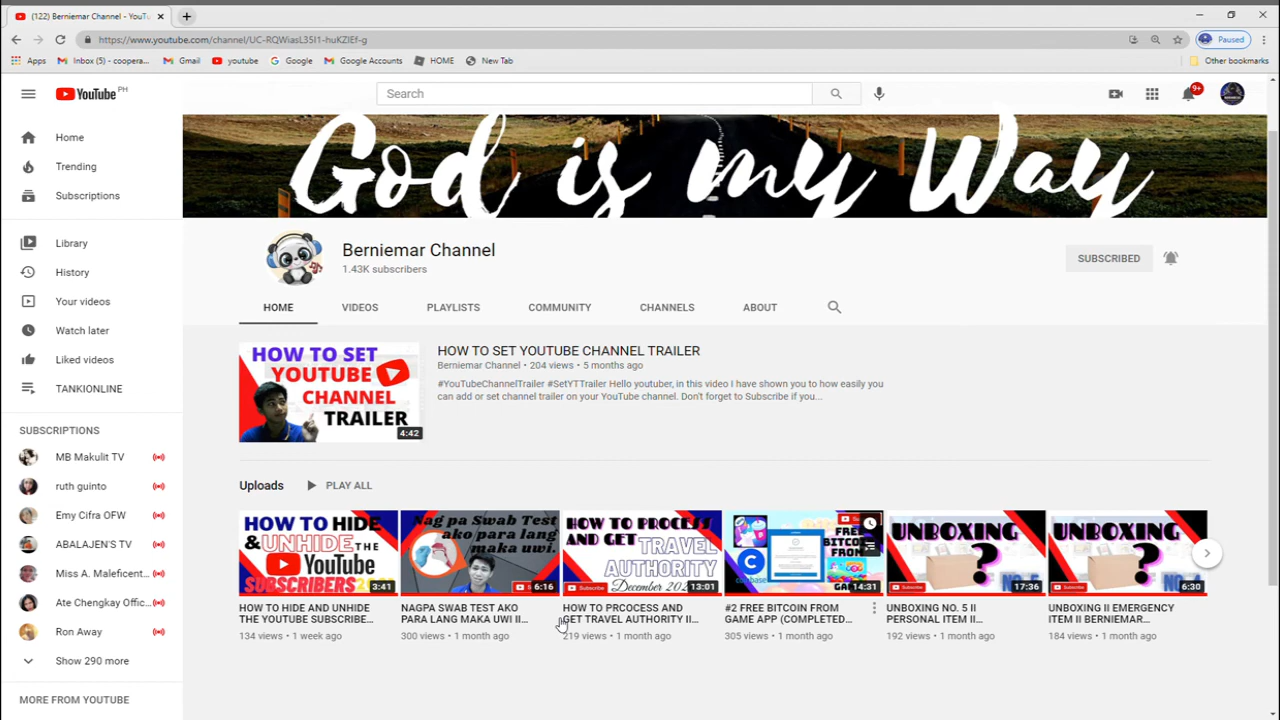 (122) Berniemar Channel - YouTu
https://www.youtube.com/channel/UC-RQWiasL35I1-huKZIEf-g
Paused
Apps
Inbox (5) - coopera...
Gmail
youtube
Google
Google Accounts
HOME
New Tab
Other bookmarks
YouTube PH
Search
9+
Home
Trending
Subscriptions
Library
History
Your videos
Watch later
Liked videos
TANKIONLINE
SUBSCRIPTIONS
MB Makulit TV
ruth guinto
Emy Cifra OFW
ABALAJEN'S TV
Miss A. Maleficent...
Ate Chengkay Offic...
Ron Away
Show 290 more
MORE FROM YOUTUBE
God is my Way
Berniemar Channel
1.43K subscribers
SUBSCRIBED
HOME
VIDEOS
PLAYLISTS
COMMUNITY
CHANNELS
ABOUT
HOW TO SET
YOUTUBE
CHANNEL
TRAILER
4:42
HOW TO SET YOUTUBE CHANNEL TRAILER
Berniemar Channel • 204 views • 5 months ago
#YouTubeChannelTrailer #SetYTTrailer Hello youtuber, in this video I have shown you to how easily you
can add or set channel trailer on your YouTube channel. Don't forget to Subscribe if you...
Uploads
PLAY ALL
HOW TO HIDE
&UNHIDE THE
YouTube
SUBSCRIBERS
3:41
HOW TO HIDE AND UNHIDE
THE YOUTUBE SUBSCRIBE...
134 views • 1 week ago
Nag pa Swab Test
ako para lang
maka uwi.
6:16
NAGPA SWAB TEST AKO
PARA LANG MAKA UWI II...
300 views • 1 month ago
HOW TO PROCESS
AND GET TRAVEL
AUTHORITY
Subscribe
13:01
HOW TO PRCOCESS AND
GET TRAVEL AUTHORITY II...
219 views • 1 month ago
FREE
BITCOIN
FROM
coinbase
14:31
#2 FREE BITCOIN FROM
GAME APP (COMPLETED...
305 views • 1 month ago
UNBOXING
?
Subscribe
17:36
UNBOXING NO. 5 II
PERSONAL ITEM II...
192 views • 1 month ago
UNBOXING
?
Subscribe
6:30
UNBOXING II EMERGENCY
ITEM II BERNIEMAR...
184 views • 1 month ago